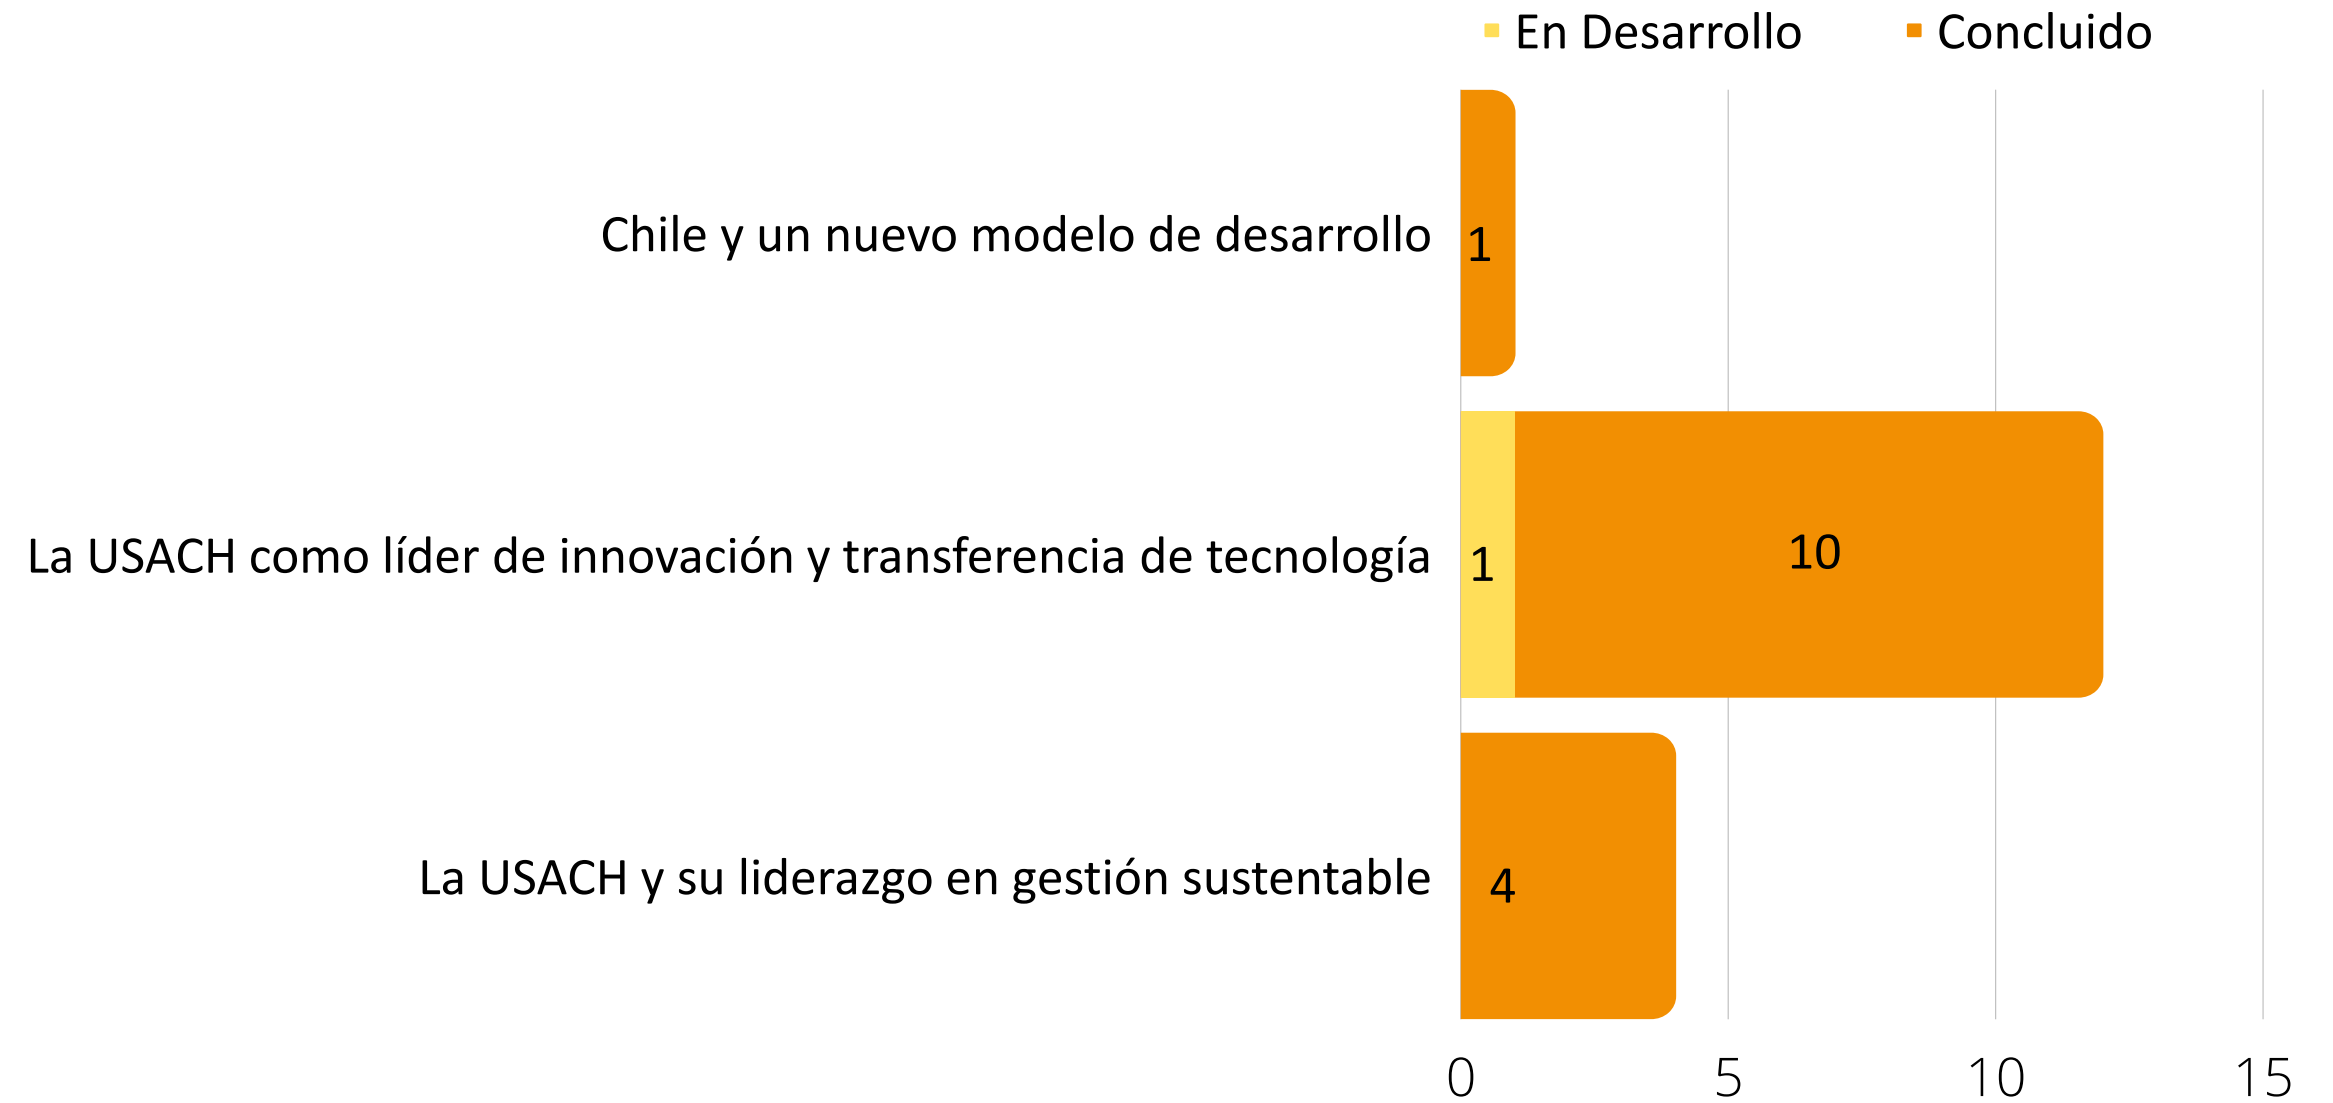 En Desarrollo Concluido
Chile y un nuevo modelo de desarrollo 1
La USACH como líder de innovación y transferencia de tecnología 1 10
La USACH y su liderazgo en gestión sustentable 4
0 5 10 15